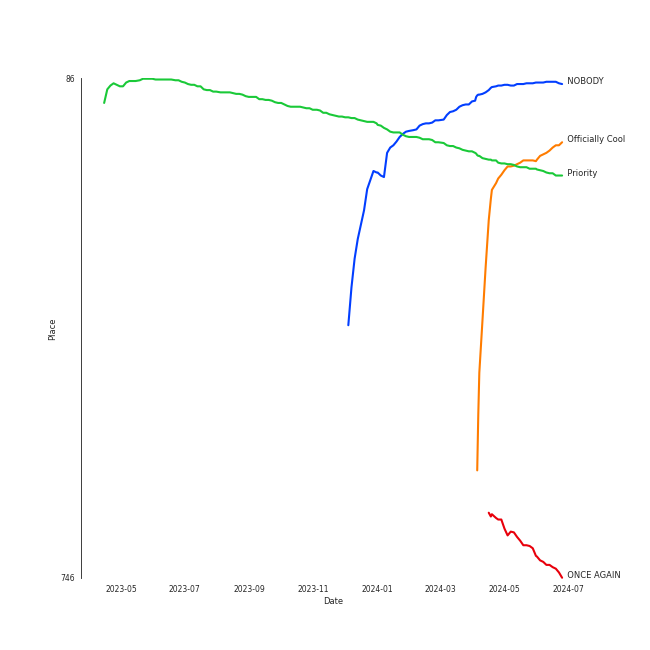 86
NOBODY
Officially Cool
Priority
Place
746
ONCE AGAIN
2023-05 2023-07 2023-09 2023-11 2024-01 2024-03 2024-05 2024-07
Date